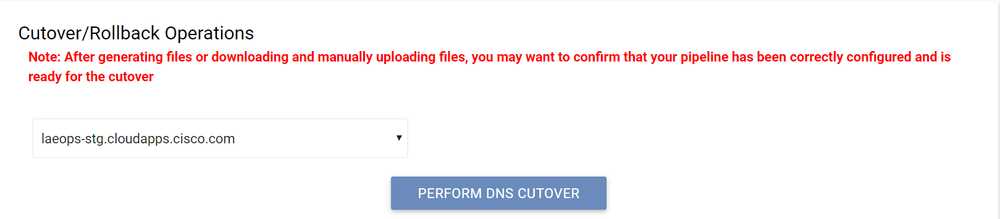 Cutover/Rollback Operations
Note: After generating files or downloading and manually uploading files, you may want to confirm that your pipeline has been correctly configured and is
ready for the cutover
laeops-stg.cloudapps.cisco.com
PERFORM DNS CUTOVER